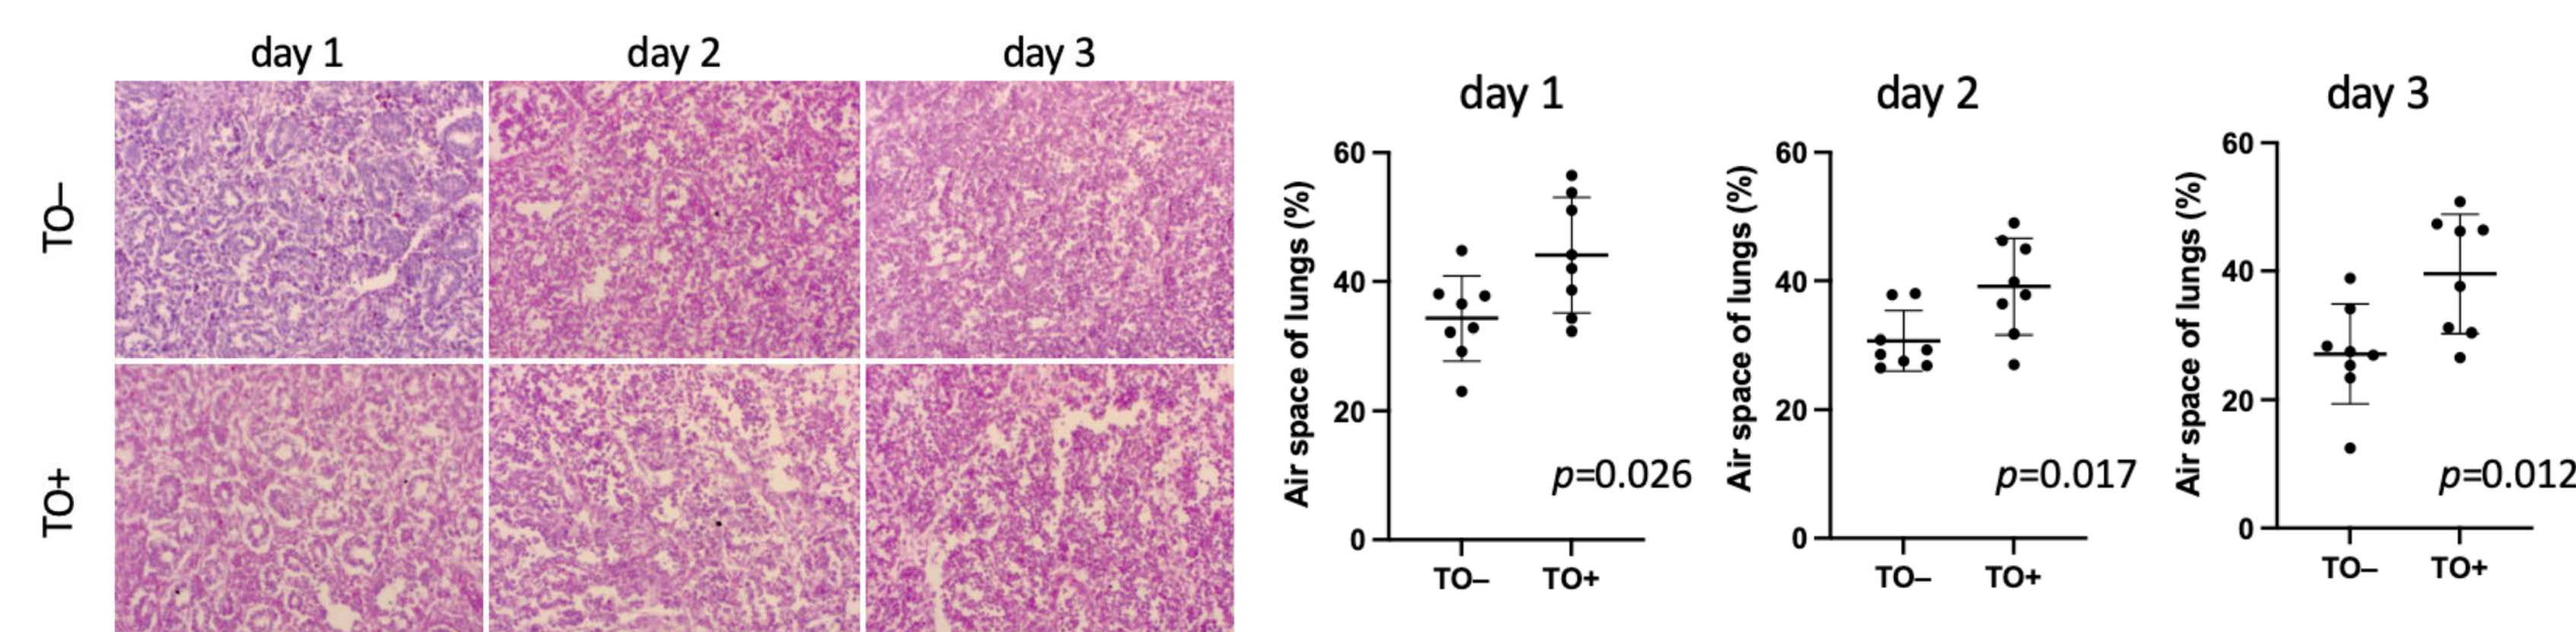 day 1
day 2
day 3
TO–
TO+
day 1
Air space of lungs (%)
60
40
20
0
p=0.026
TO–
TO+
day 2
Air space of lungs (%)
60
40
20
0
p=0.017
TO–
TO+
day 3
Air space of lungs (%)
60
40
20
0
p=0.012
TO–
TO+